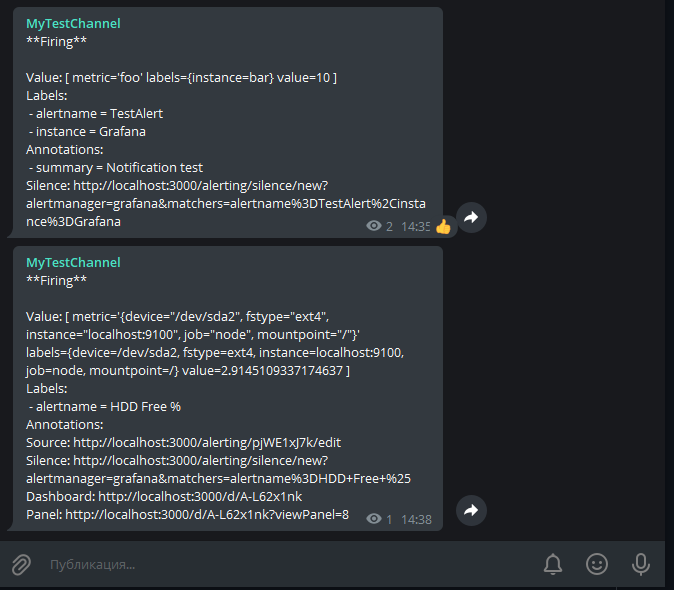 MyTestChannel
**Firing**
Value: [ metric='foo' labels={instance=bar} value=10 ]
Labels:
- alertname = TestAlert
- instance = Grafana
Annotations:
- summary = Notification test
Silence: http://localhost:3000/alerting/silence/new?
alertmanager=grafana&matchers=alertname%3DTestAlert%2Cinsta
nce%3DGrafana
2 14:35
MyTestChannel
**Firing**
Value: [ metric='{device="/dev/sda2", fstype="ext4",
instance="localhost:9100", job="node", mountpoint="/"}'
labels={device=/dev/sda2, fstype=ext4, instance=localhost:9100,
job=node, mountpoint=/} value=2.9145109337174637 ]
Labels:
- alertname = HDD Free %
Annotations:
Source: http://localhost:3000/alerting/pjWE1xJ7k/edit
Silence: http://localhost:3000/alerting/silence/new?
alertmanager=grafana&matchers=alertname%3DHDD+Free+%25
Dashboard: http://localhost:3000/d/A-L62x1nk
Panel: http://localhost:3000/d/A-L62x1nk?viewPanel=8
1 14:38
Публикация...